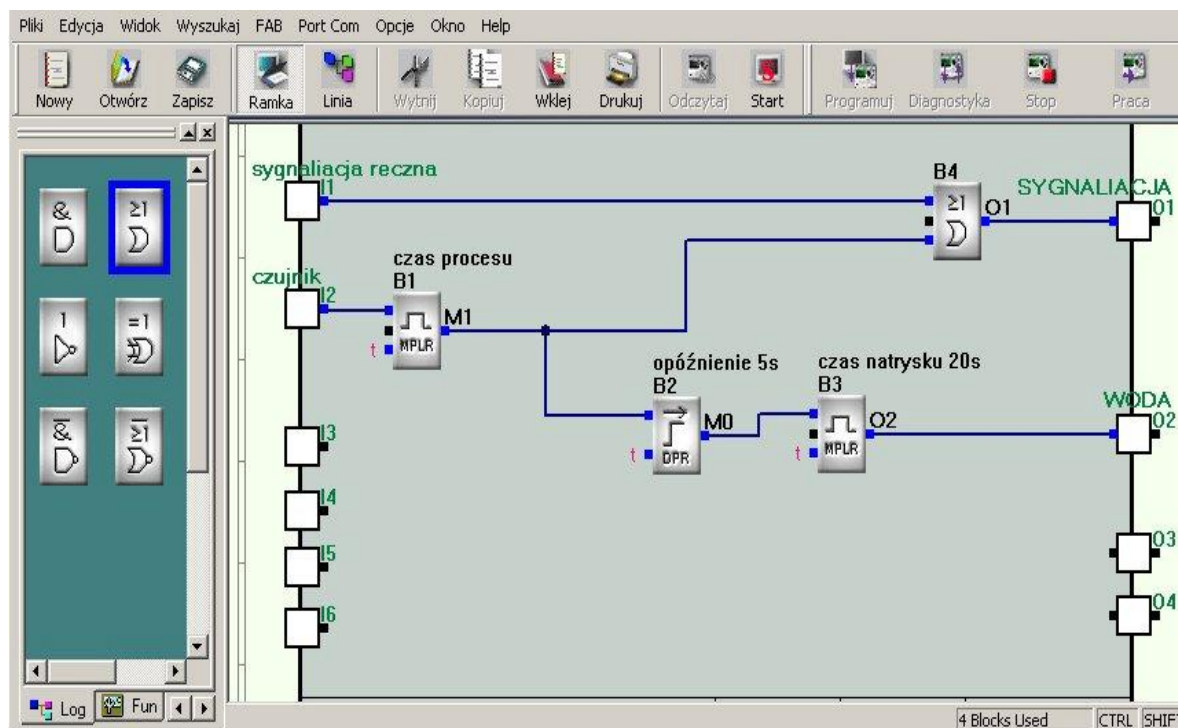 Pliki Edycja Widok Wyszukaj FAB Port Com Opcje Okno Help
Nowy Otwórz Zapisz Ramka Linia Wytnij Kopiuj Wklej Drukuj Odczytaj Start Programuj Diagnostyka Stop Praca
sygnaliacja reczna
I1
B4
≥1
O1
SYGNALIACJA
O1
& ≥1
czujnik
I2
czas procesu
B1
MPLR
t
M1
1 =1
opóźnienie 5s
B2
DPR
t
M0
czas natrysku 20s
B3
MPLR
t
O2
WODA
O2
& ≥1
I3
I4
I5
I6
O3
O4
Log Fun
4 Blocks Used CTRL SHIFT